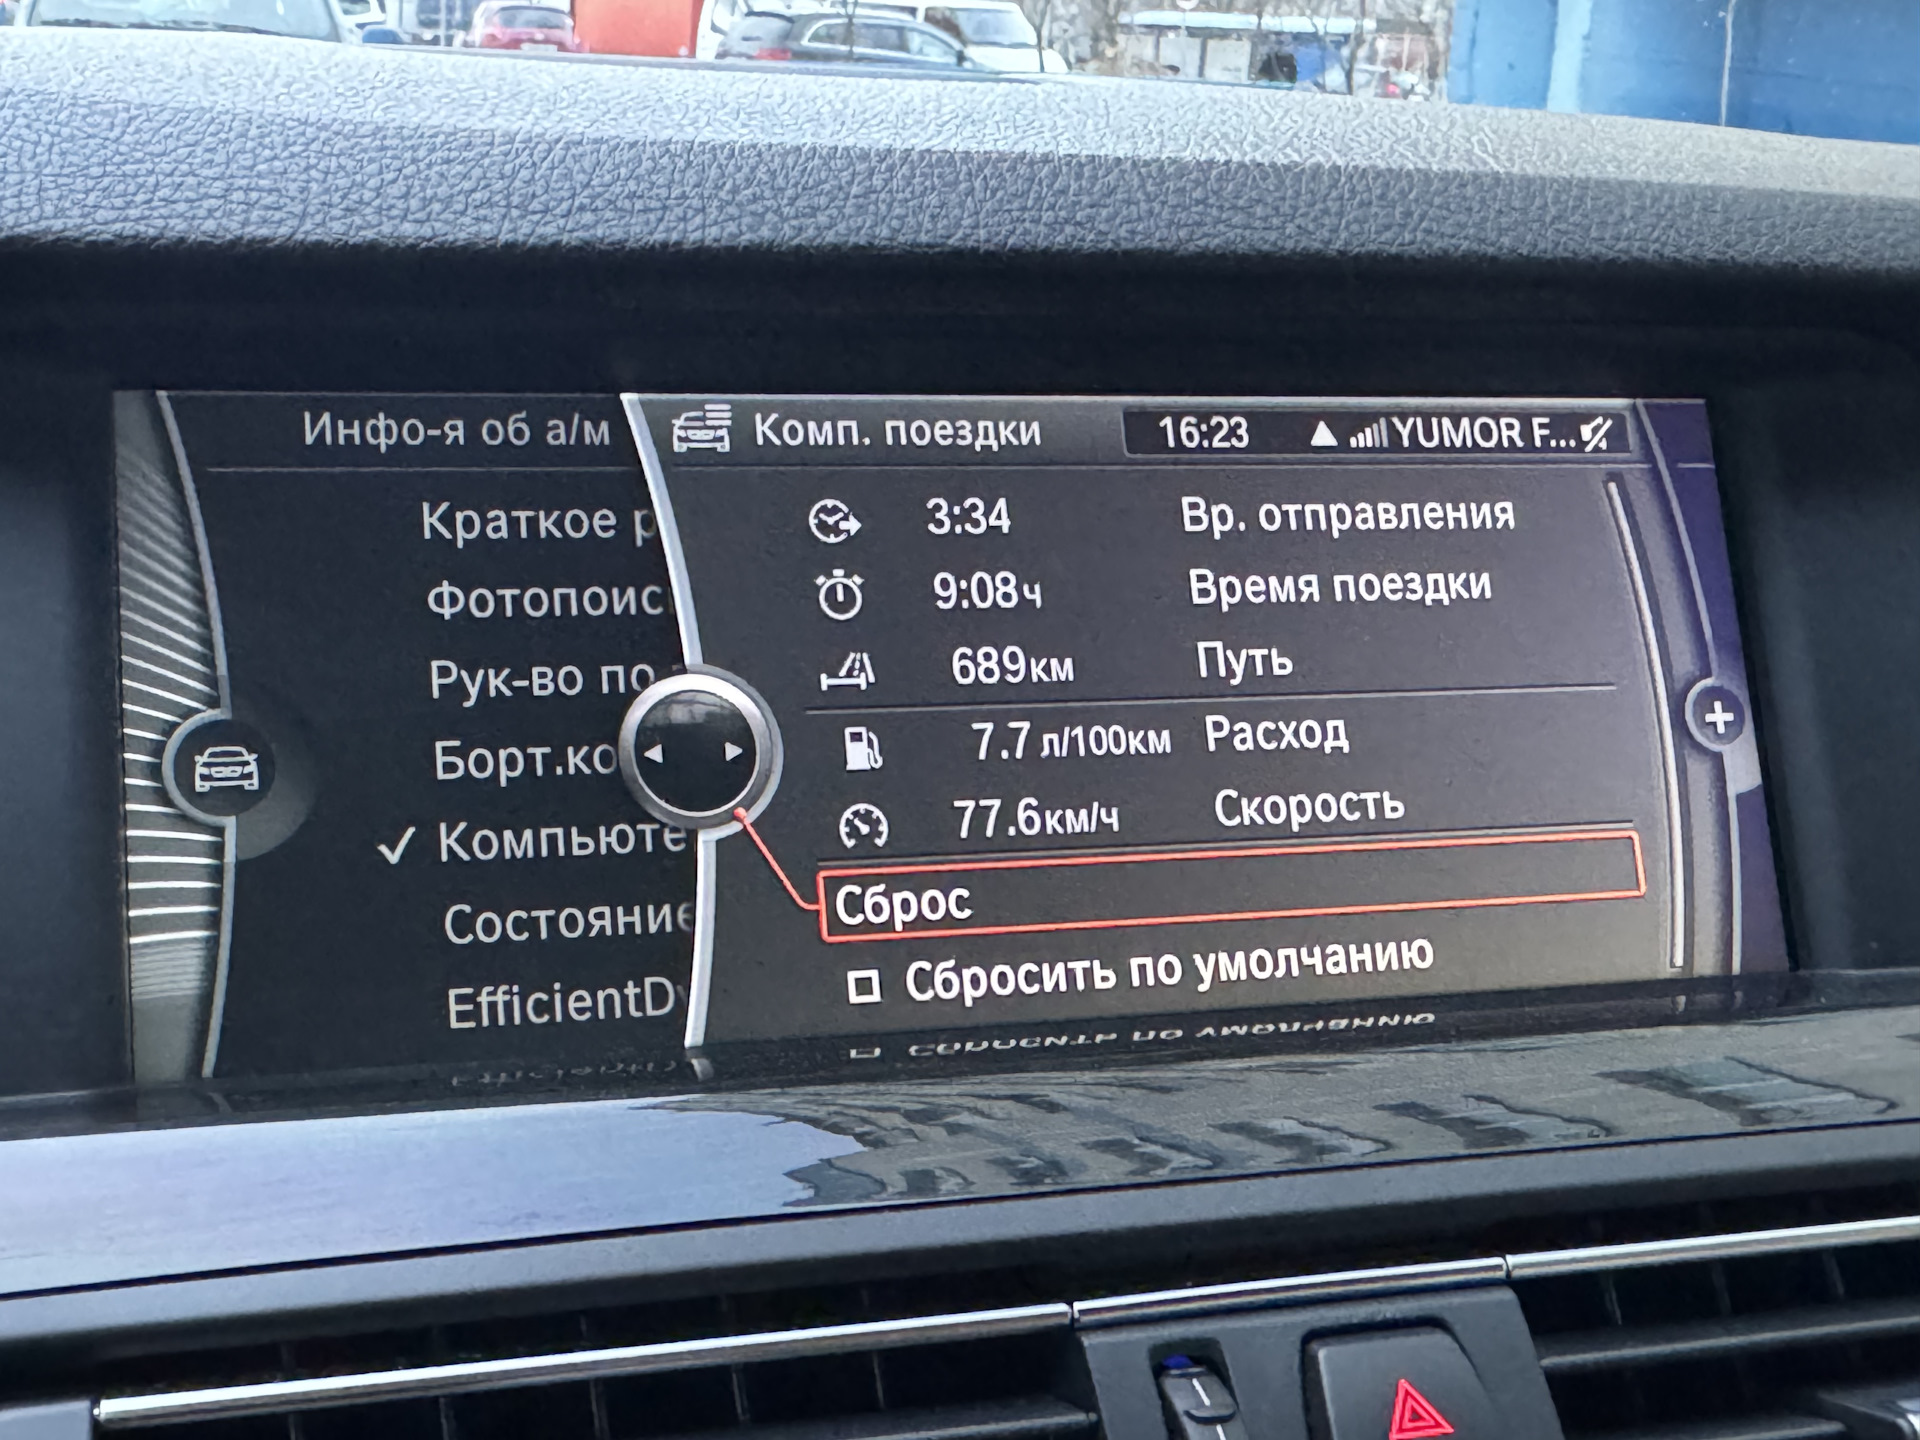 Инфо-я об а/м
Краткое р
Фотопоис
Рук-во по
Борт.ко
✓ Компьюте
Состояние
EfficientDy
Комп. поездки
16:23 YUMOR F...
3:34 Вр. отправления
9:08ч Время поездки
689км Путь
7.7 л/100км Расход
77.6км/ч Скорость
Сброс
Сбросить по умолчанию